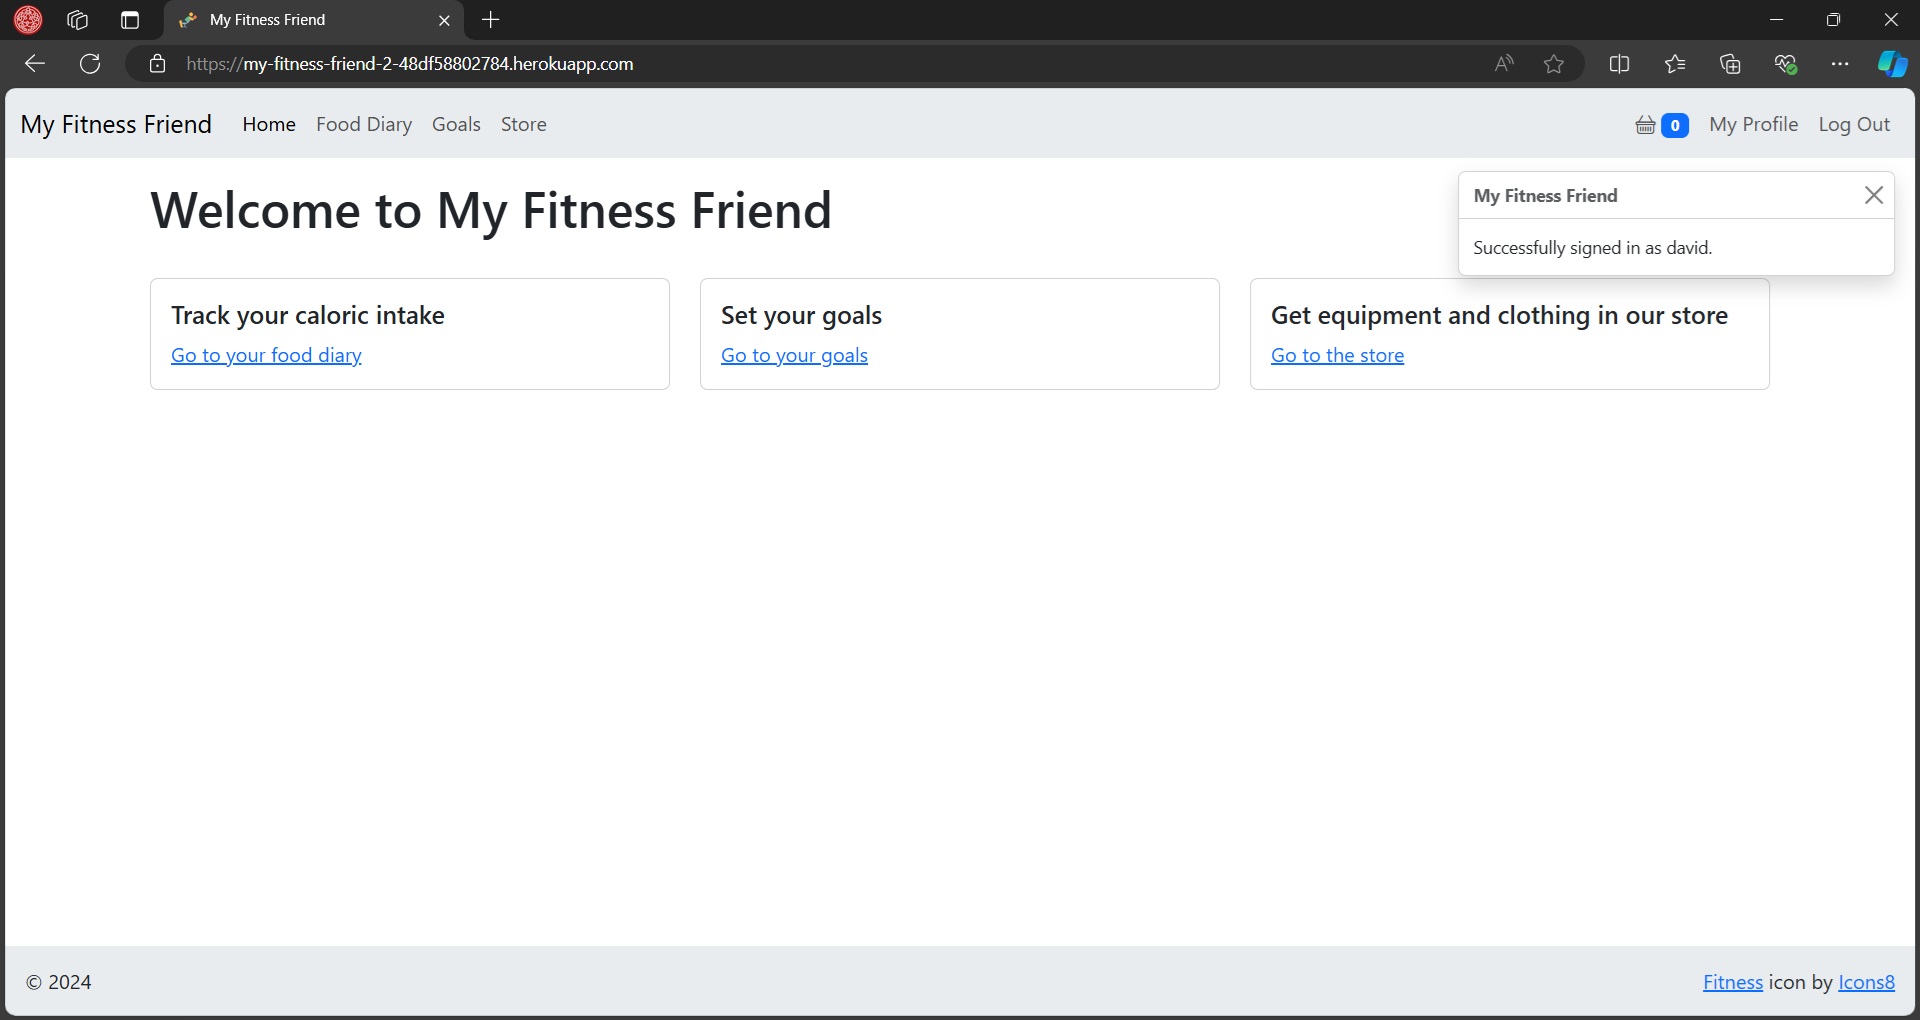 My Fitness Friend
https://my-fitness-friend-2-48df58802784.herokuapp.com
My Fitness Friend Home Food Diary Goals Store 0 My Profile Log Out
Welcome to My Fitness Friend
My Fitness Friend
Successfully signed in as david.
Track your caloric intake
Go to your food diary
Set your goals
Go to your goals
Get equipment and clothing in our store
Go to the store
© 2024
Fitness icon by Icons8